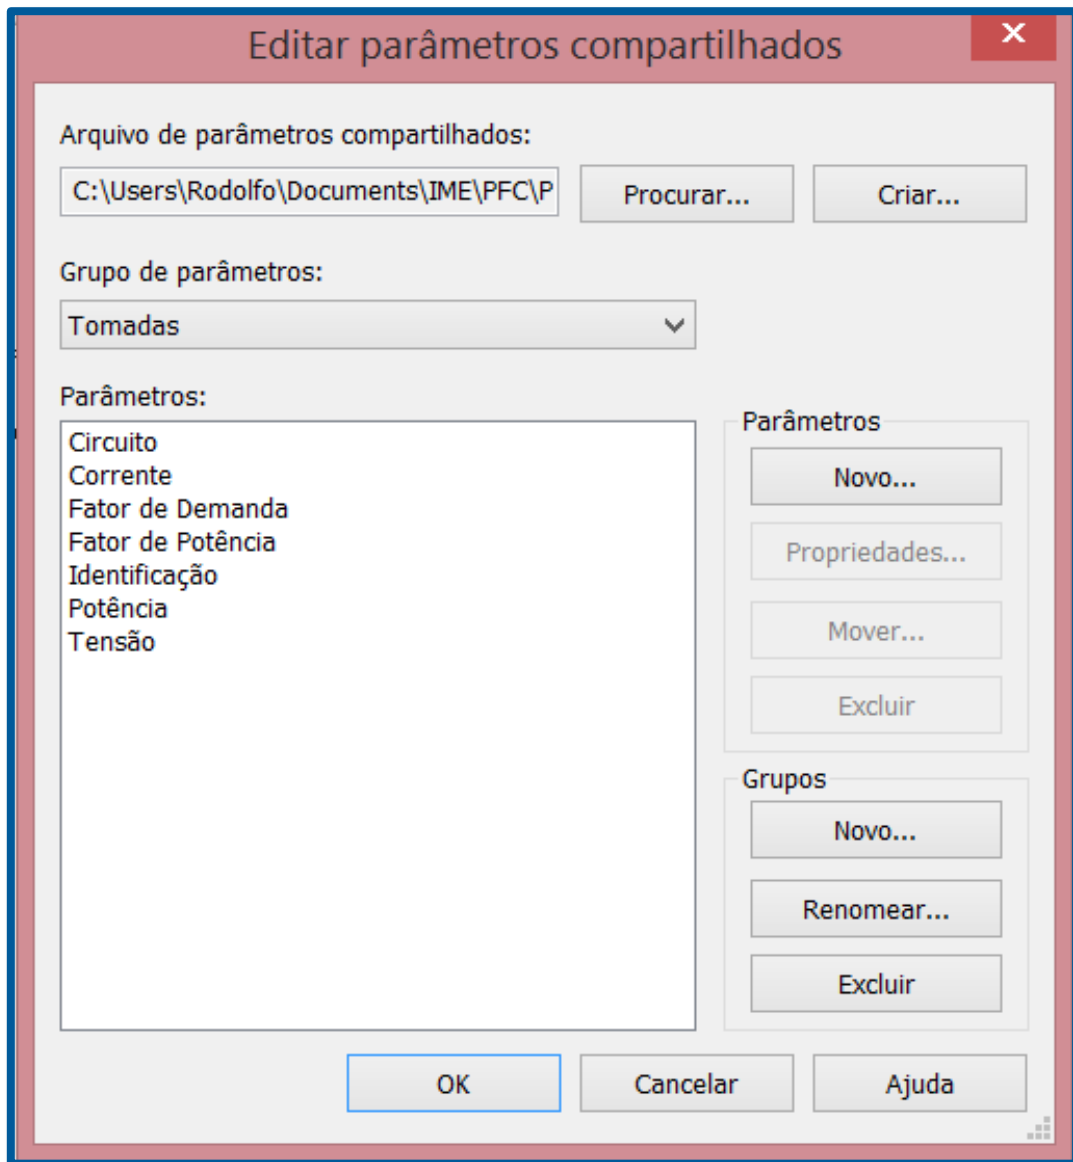 Editar parâmetros compartilhados
Arquivo de parâmetros compartilhados:
C:\Users\Rodolfo\Documents\IME\PFC\P
Procurar...
Criar...
Grupo de parâmetros:
Tomadas
Parâmetros:
Circuito
Corrente
Fator de Demanda
Fator de Potência
Identificação
Potência
Tensão
Parâmetros
Novo...
Propriedades...
Mover...
Excluir
Grupos
Novo...
Renomear...
Excluir
OK
Cancelar
Ajuda